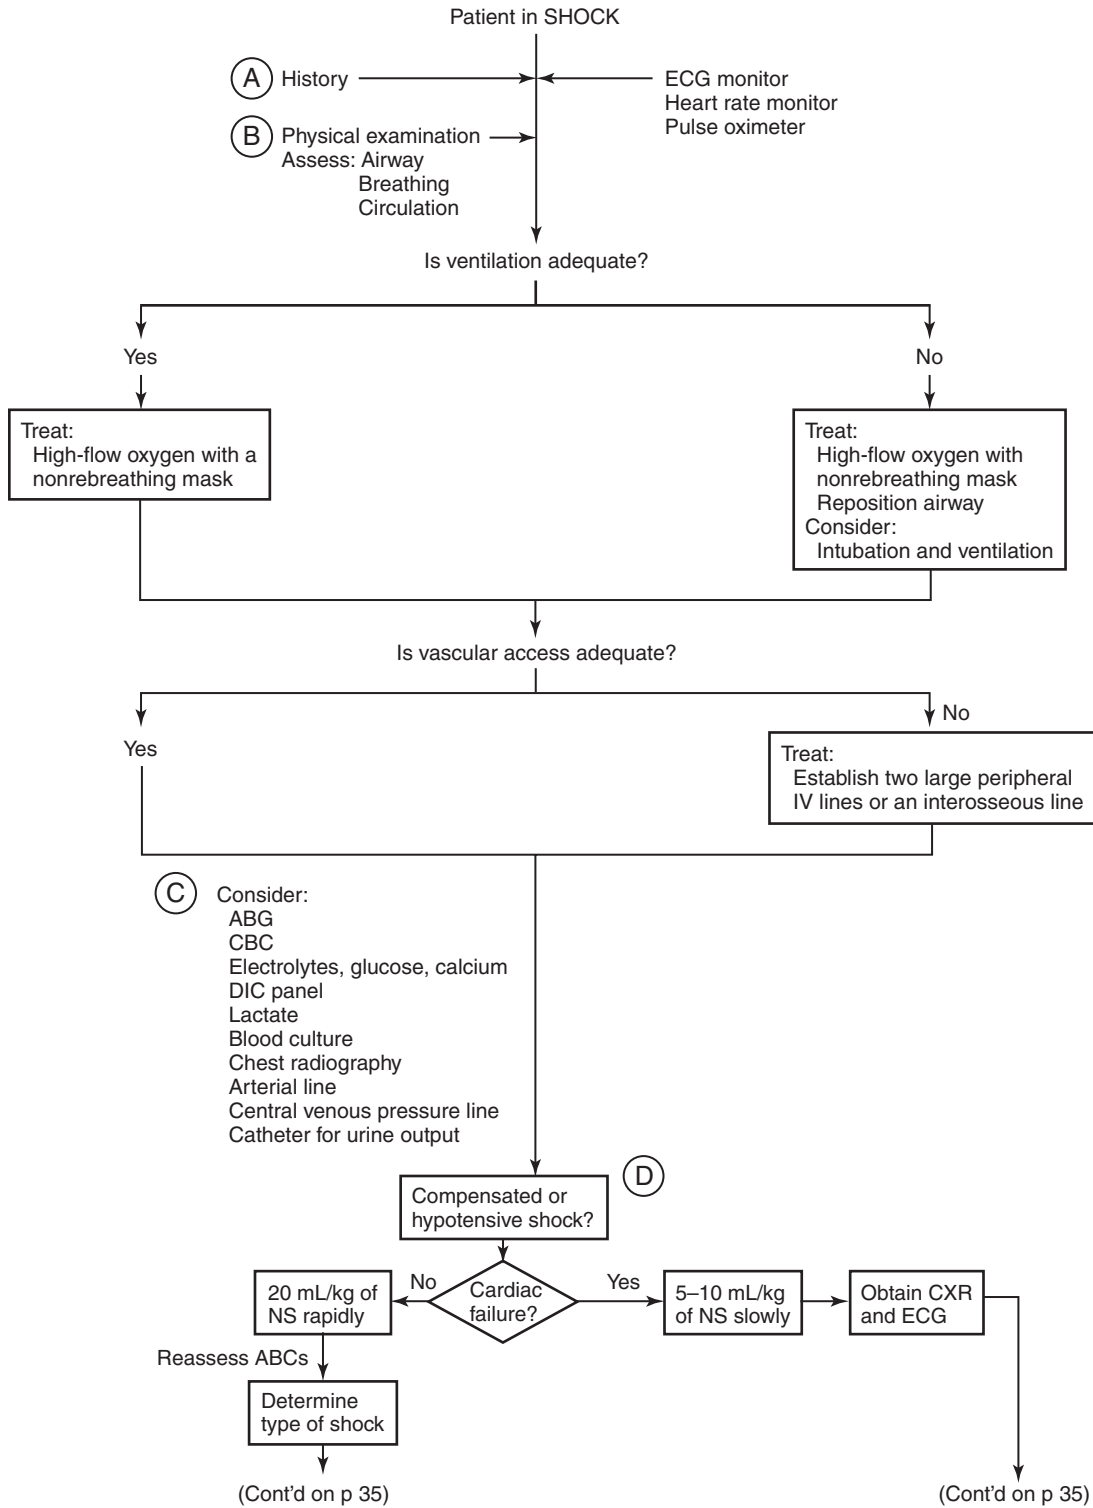 Patient in SHOCK
A
History
ECG monitor
Heart rate monitor
Pulse oximeter
B
Physical examination
Assess: Airway
Breathing
Circulation
Is ventilation adequate?
Yes
No
Treat:
High-flow oxygen with a
nonrebreathing mask
Treat:
High-flow oxygen with
nonrebreathing mask
Reposition airway
Consider:
Intubation and ventilation
Is vascular access adequate?
Yes
No
Treat:
Establish two large peripheral
IV lines or an interosseous line
C
Consider:
ABG
CBC
Electrolytes, glucose, calcium
DIC panel
Lactate
Blood culture
Chest radiography
Arterial line
Central venous pressure line
Catheter for urine output
D
Compensated or
hypotensive shock?
Cardiac
failure?
No
Yes
20 mL/kg of
NS rapidly
5–10 mL/kg
of NS slowly
Obtain CXR
and ECG
Reassess ABCs
Determine
type of shock
(Cont'd on p 35)
(Cont'd on p 35)